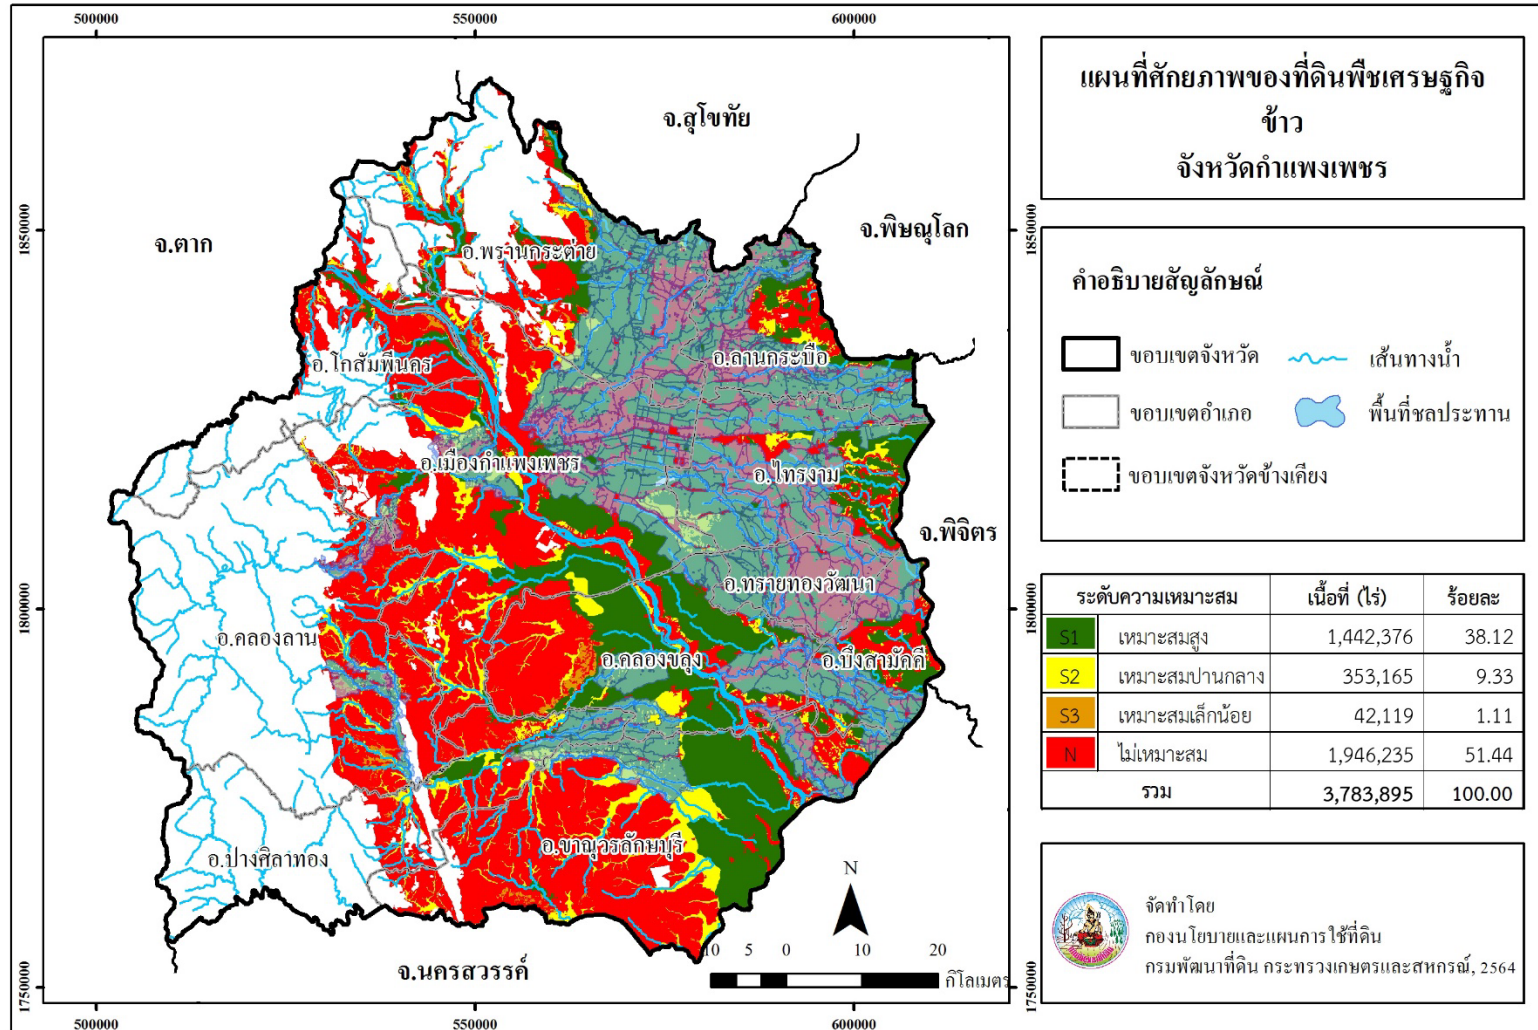 500000 550000 600000
แผนที่ศักยภาพของที่ดินพืชเศรษฐกิจ
ข้าว
จังหวัดกำแพงเพชร
จ.สุโขทัย
จ.พิษณุโลก
จ.ตาก
1850000 1850000
อ.พรานกระต่าย
อ.ลานกระบือ
อ.โกสัมพีนคร
อ.เมืองกำแพงเพชร
อ.ไทรงาม
จ.พิจิตร
อ.ทรายทองวัฒนา
1800000 1800000
อ.คลองลาน
อ.คลองขลุง
อ.บึงสามัคคี
อ.ขาณุวรลักษบุรี
อ.ปางศิลาทอง
N
10 5 0 10 20
กิโลเมตร
จ.นครสวรรค์
1750000 1750000
500000 550000 600000
คำอธิบายสัญลักษณ์
ขอบเขตจังหวัด เส้นทางน้ำ
ขอบเขตอำเภอ พื้นที่ชลประทาน
ขอบเขตจังหวัดข้างเคียง
ระดับความเหมาะสม เนื้อที่ (ไร่) ร้อยละ
S1 เหมาะสมสูง 1,442,376 38.12
S2 เหมาะสมปานกลาง 353,165 9.33
S3 เหมาะสมเล็กน้อย 42,119 1.11
N ไม่เหมาะสม 1,946,235 51.44
รวม 3,783,895 100.00
จัดทำโดย
กองนโยบายและแผนการใช้ที่ดิน
กรมพัฒนาที่ดิน กระทรวงเกษตรและสหกรณ์, 2564